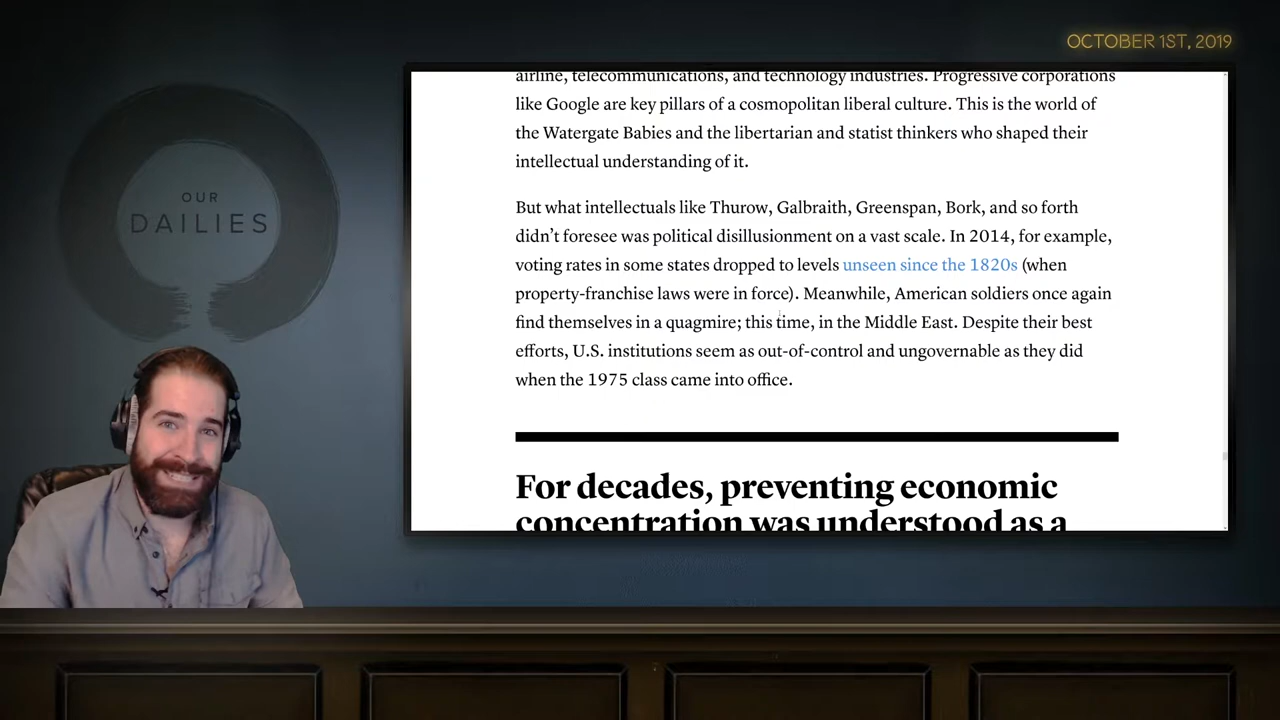 OCTOBER 1ST, 2019
OUR
DAILIES
airline, telecommunications, and technology industries. Progressive corporations
like Google are key pillars of a cosmopolitan liberal culture. This is the world of
the Watergate Babies and the libertarian and statist thinkers who shaped their
intellectual understanding of it.
But what intellectuals like Thurow, Galbraith, Greenspan, Bork, and so forth
didn’t foresee was political disillusionment on a vast scale. In 2014, for example,
voting rates in some states dropped to levels unseen since the 1820s (when
property-franchise laws were in force). Meanwhile, American soldiers once again
find themselves in a quagmire; this time, in the Middle East. Despite their best
efforts, U.S. institutions seem as out-of-control and ungovernable as they did
when the 1975 class came into office.
For decades, preventing economic
concentration was understood as a